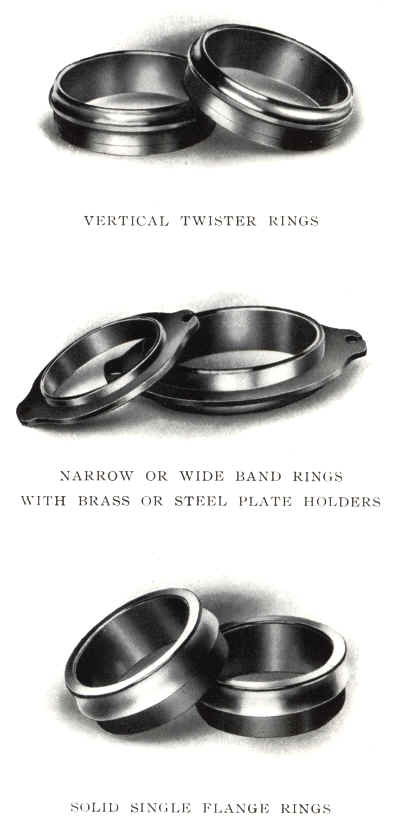 VERTICAL TWISTER RINGS
NARROW OR WIDE BAND RINGS
WITH BRASS OR STEEL PLATE HOLDERS
SOLID SINGLE FLANGE RINGS